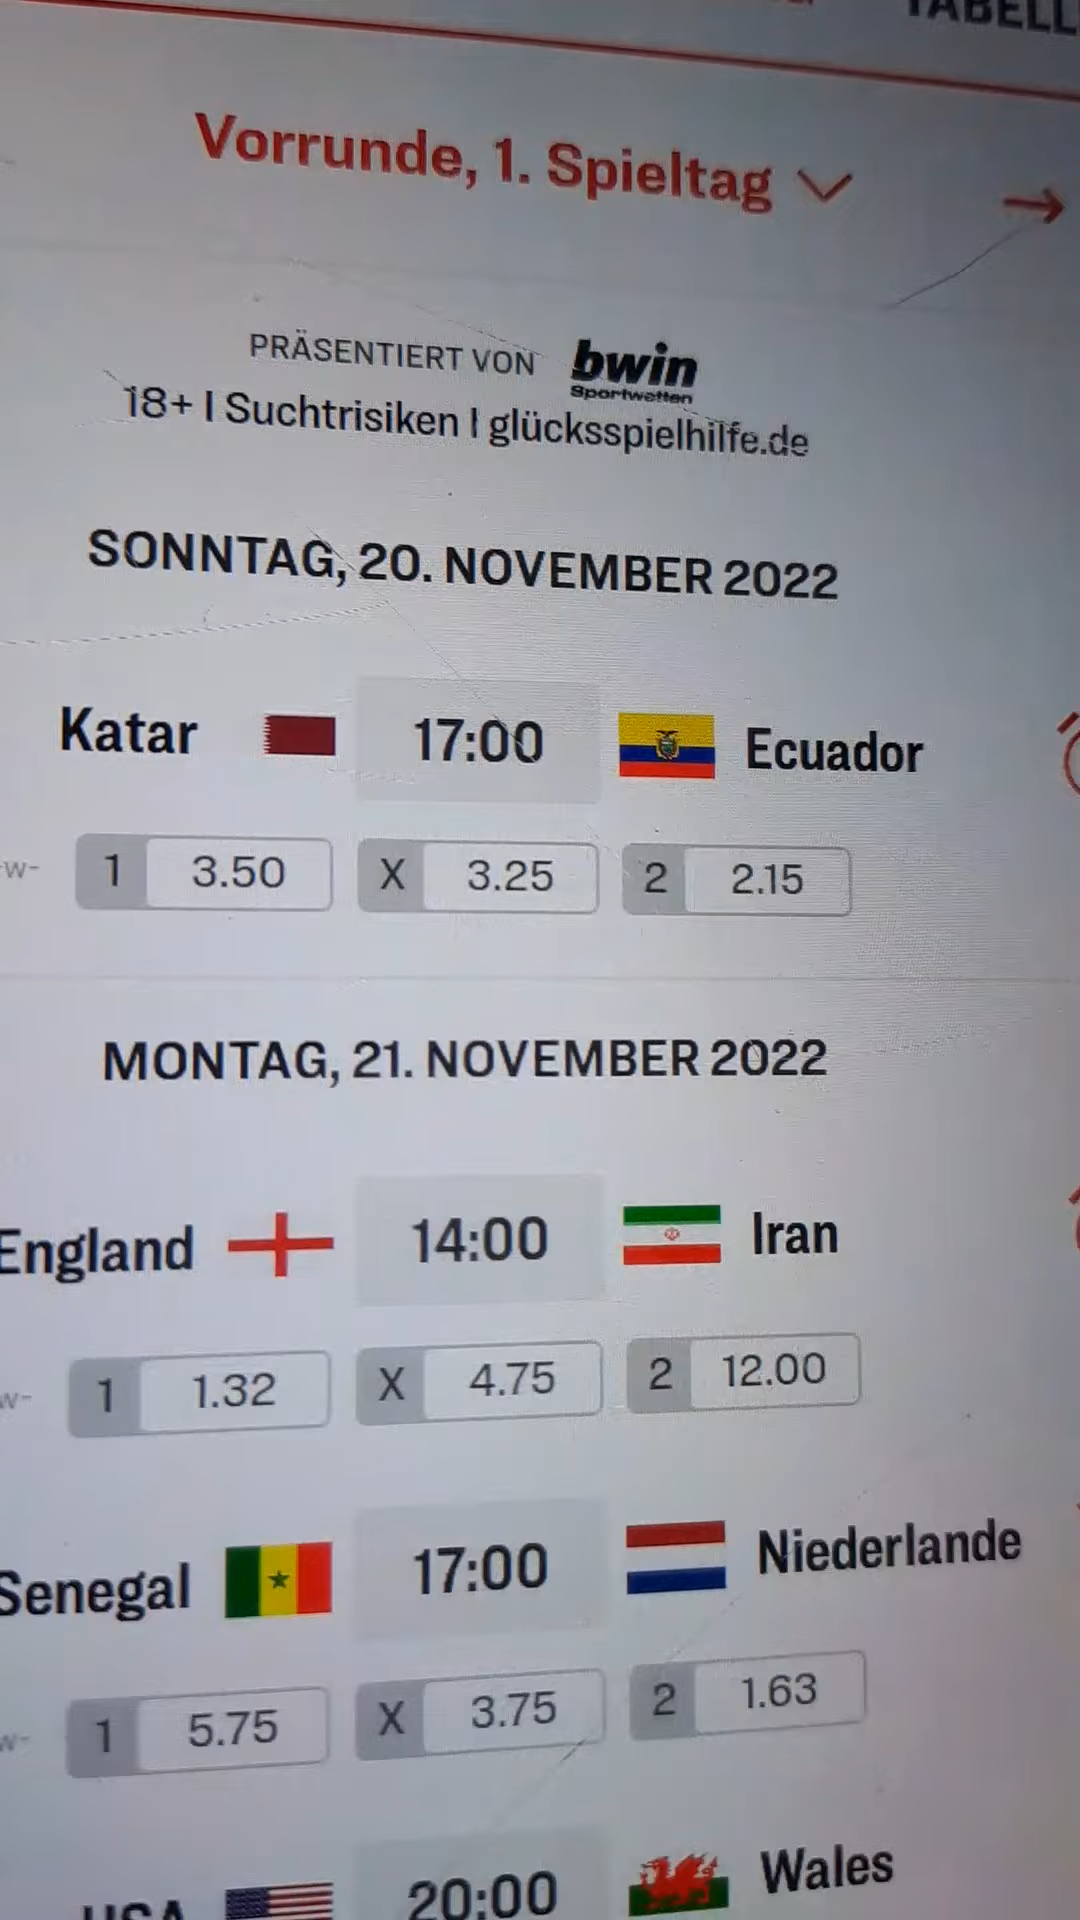 TABELL
Vorrunde, 1. Spieltag
PRÄSENTIERT VON bwin
Sportwetten
18+ I Suchtrisiken I glücksspielhilfe.de
SONNTAG, 20. NOVEMBER 2022
Katar 17:00 Ecuador
-w- 1 3.50 X 3.25 2 2.15
MONTAG, 21. NOVEMBER 2022
England 14:00 Iran
w- 1 1.32 X 4.75 2 12.00
Senegal 17:00 Niederlande
w- 1 5.75 X 3.75 2 1.63
USA 20:00 Wales